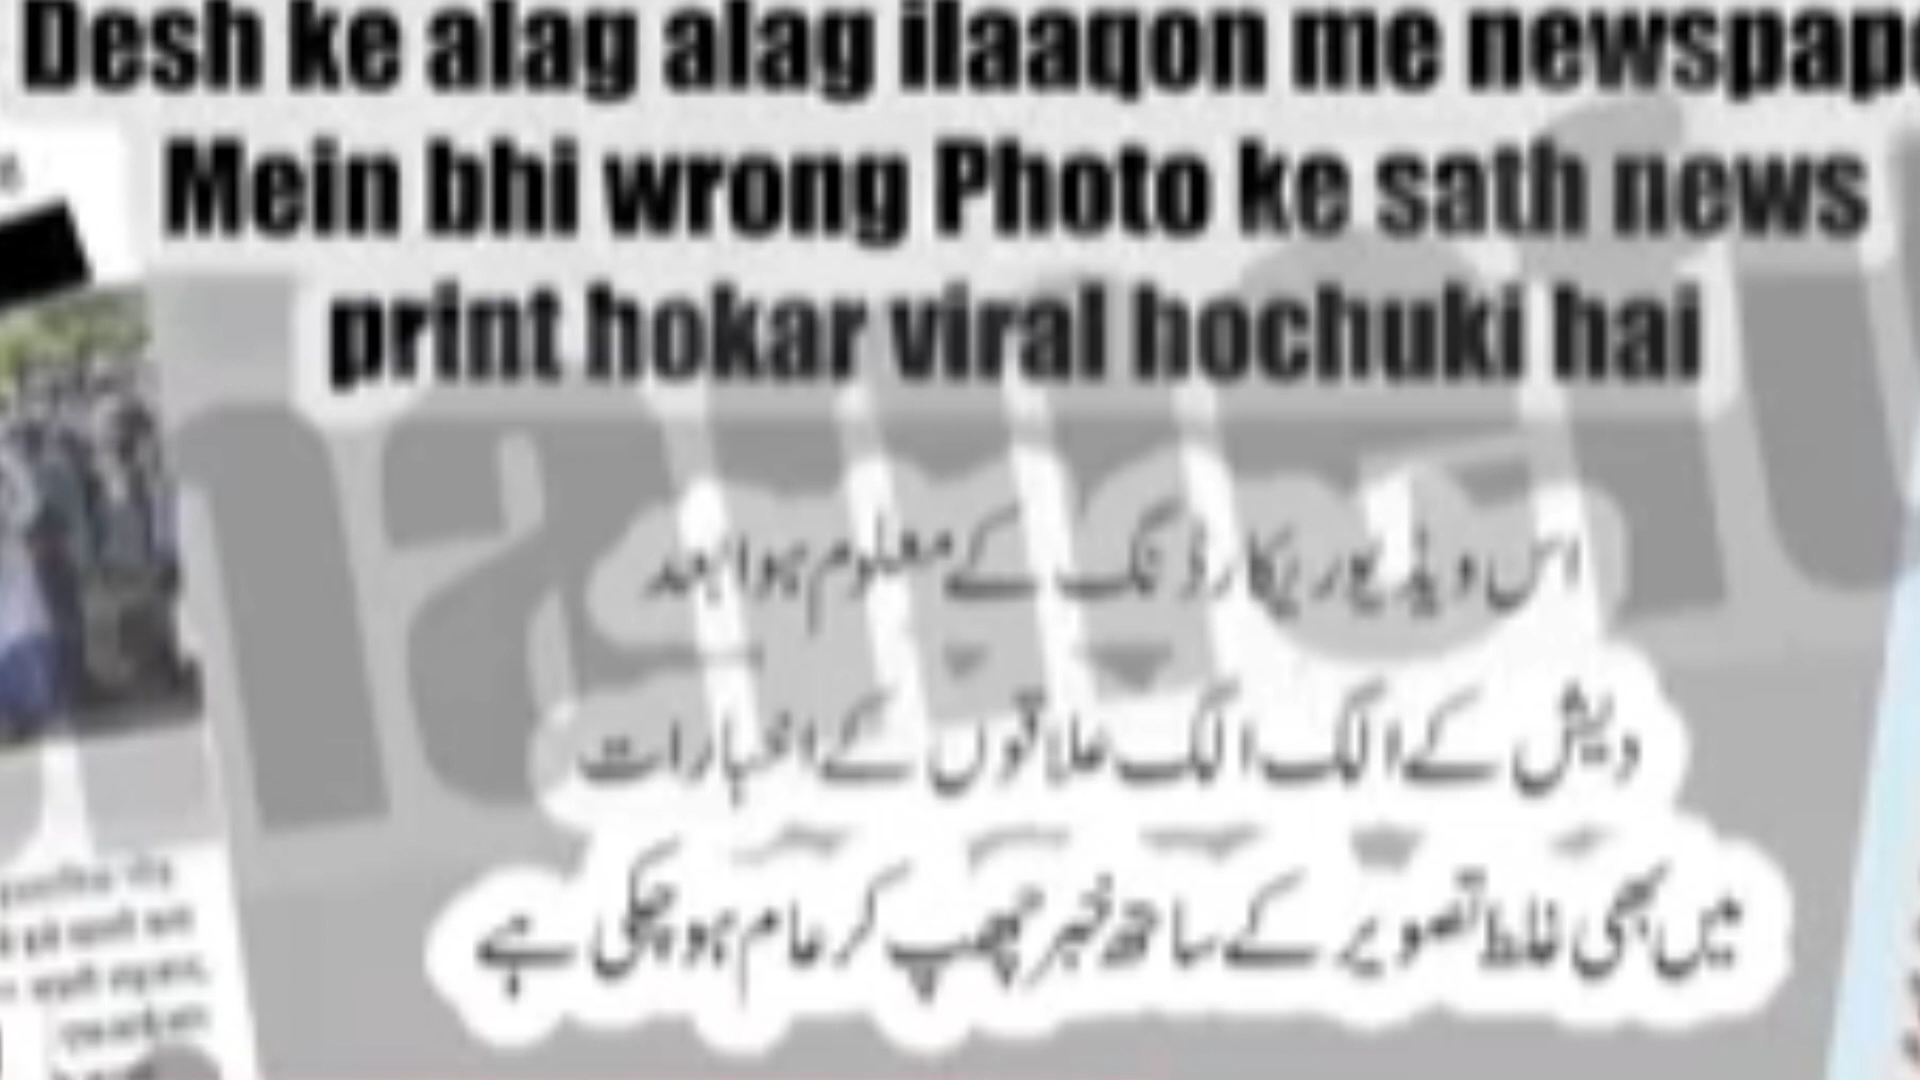 Desh ke alag alag ilaaqon me newspape
Mein bhi wrong Photo ke sath news
print hokar viral hochuki hai
اس ویڈیو ریکارڈنگ کے معلوم ہوا بعد
دیش کے الگ الگ علاقوں کے اخبارات
میں بھی غلط تصویر کے ساتھ خبر چھپ کر عام ہو چکی ہے